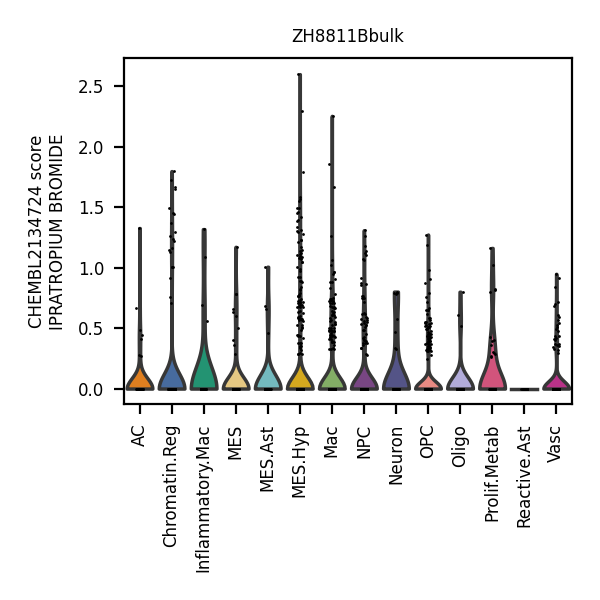 ZH8811Bbulk
CHEMBL2134724 score
IPRATROPIUM BROMIDE
2.5
2.0
1.5
1.0
0.5
0.0
AC
Chromatin.Reg
Inflammatory.Mac
MES
MES.Ast
MES.Hyp
Mac
NPC
Neuron
OPC
Oligo
Prolif.Metab
Reactive.Ast
Vasc